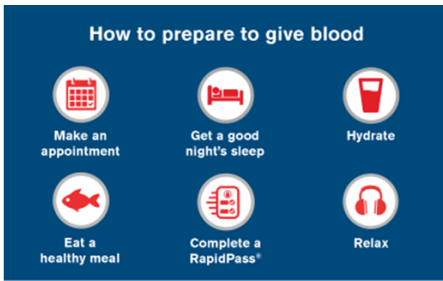 How to prepare to give blood
Make an
appointment
Get a good
night's sleep
Hydrate
Eat a
healthy meal
Complete a
RapidPass®
Relax